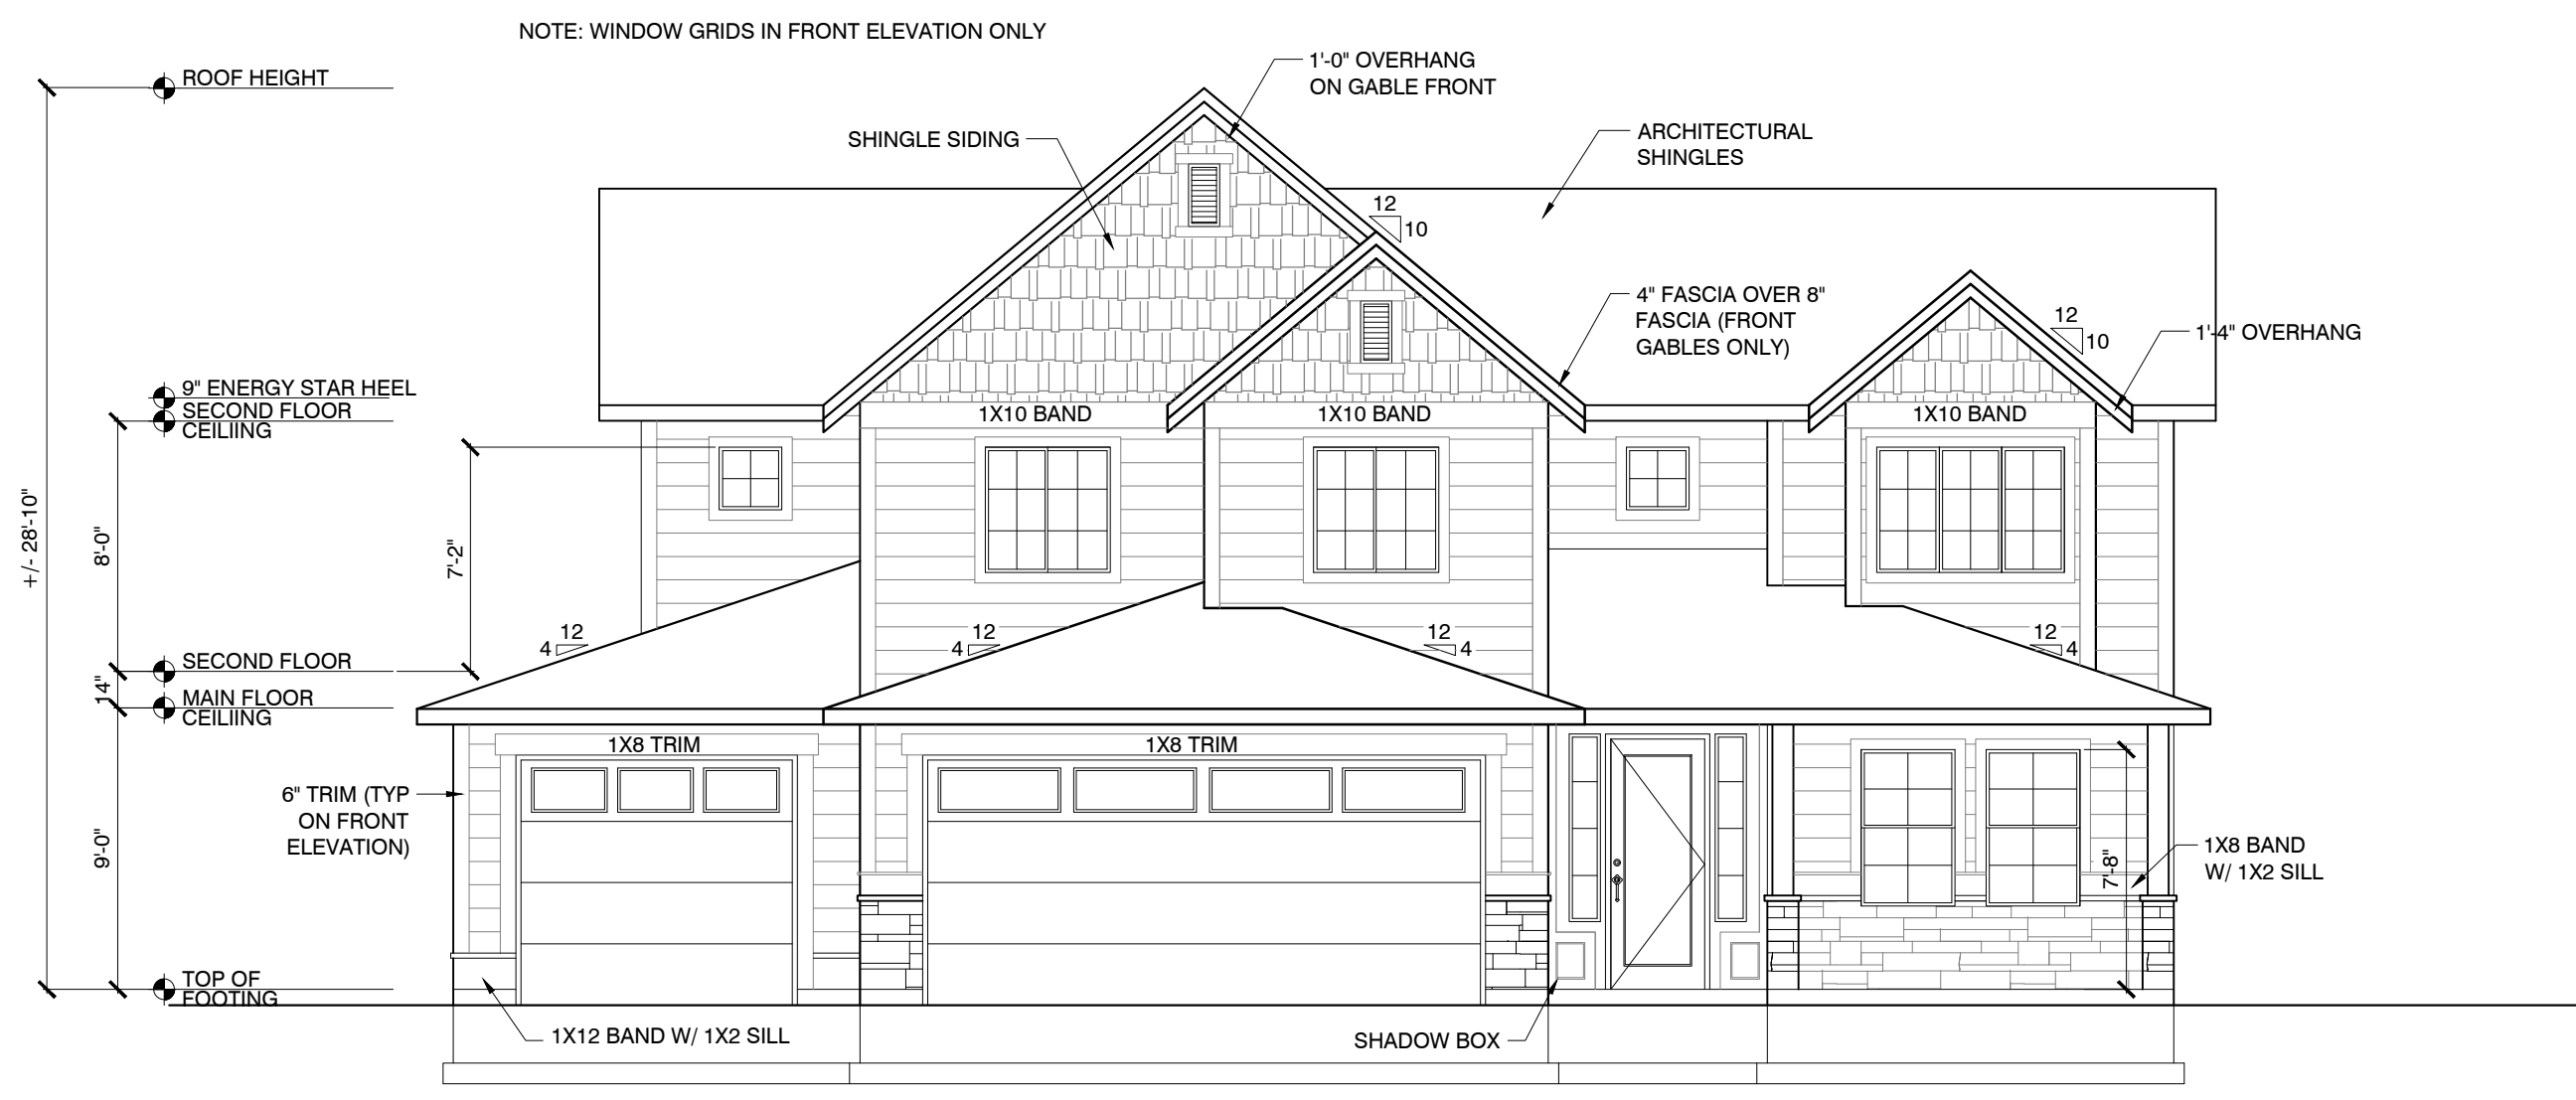 NOTE: WINDOW GRIDS IN FRONT ELEVATION ONLY
1'-0" OVERHANG
ON GABLE FRONT
ROOF HEIGHT
SHINGLE SIDING
ARCHITECTURAL
SHINGLES
12
10
4" FASCIA OVER 8"
FASCIA (FRONT
GABLES ONLY)
12
10
1'-4" OVERHANG
9" ENERGY STAR HEEL
SECOND FLOOR
CEILIING
1X10 BAND
1X10 BAND
1X10 BAND
+/- 28'-10"
8'-0"
7'-2"
12
4
12
4
12
4
12
4
SECOND FLOOR
14"
MAIN FLOOR
CEILIING
1X8 TRIM
1X8 TRIM
6" TRIM (TYP
ON FRONT
ELEVATION)
9'-0"
7'-8"
1X8 BAND
W/ 1X2 SILL
TOP OF
FOOTING
1X12 BAND W/ 1X2 SILL
SHADOW BOX